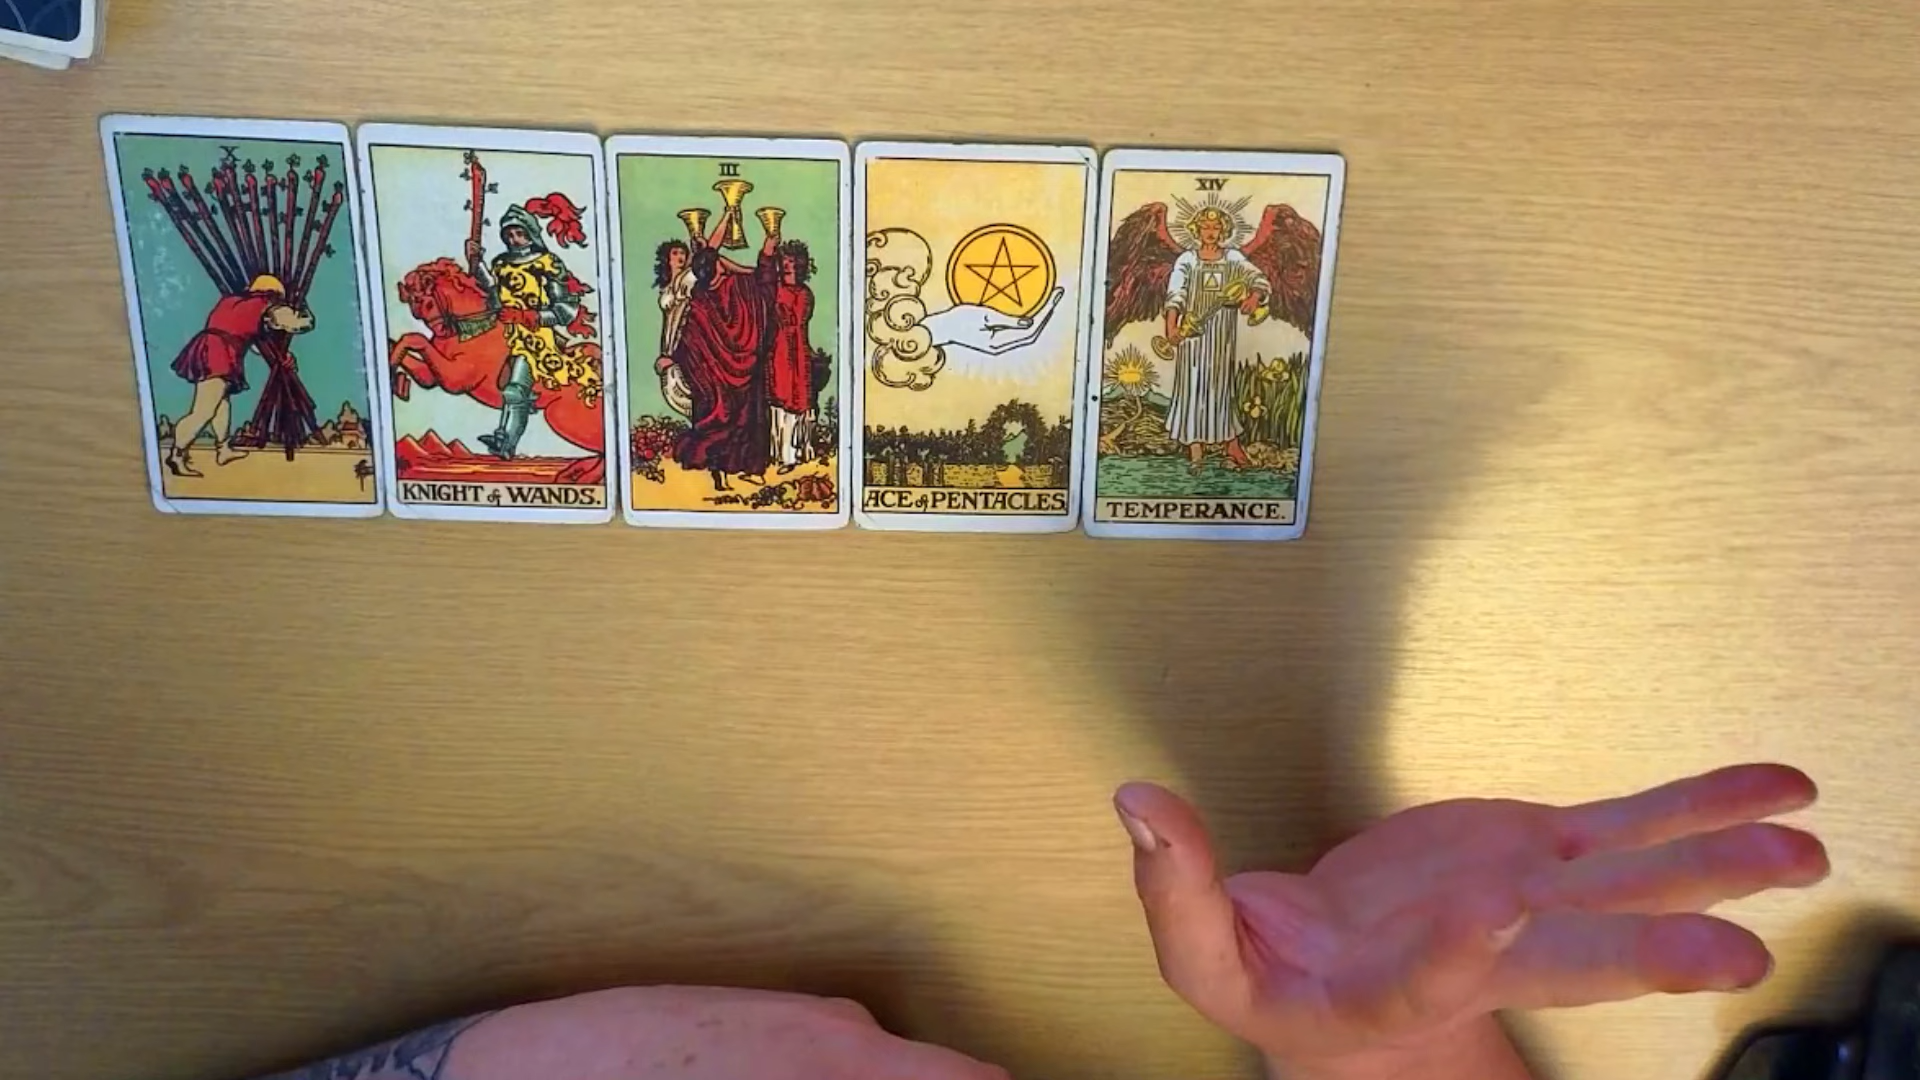 X
KNIGHT of WANDS.
III
ACE of PENTACLES.
XIV
TEMPERANCE.